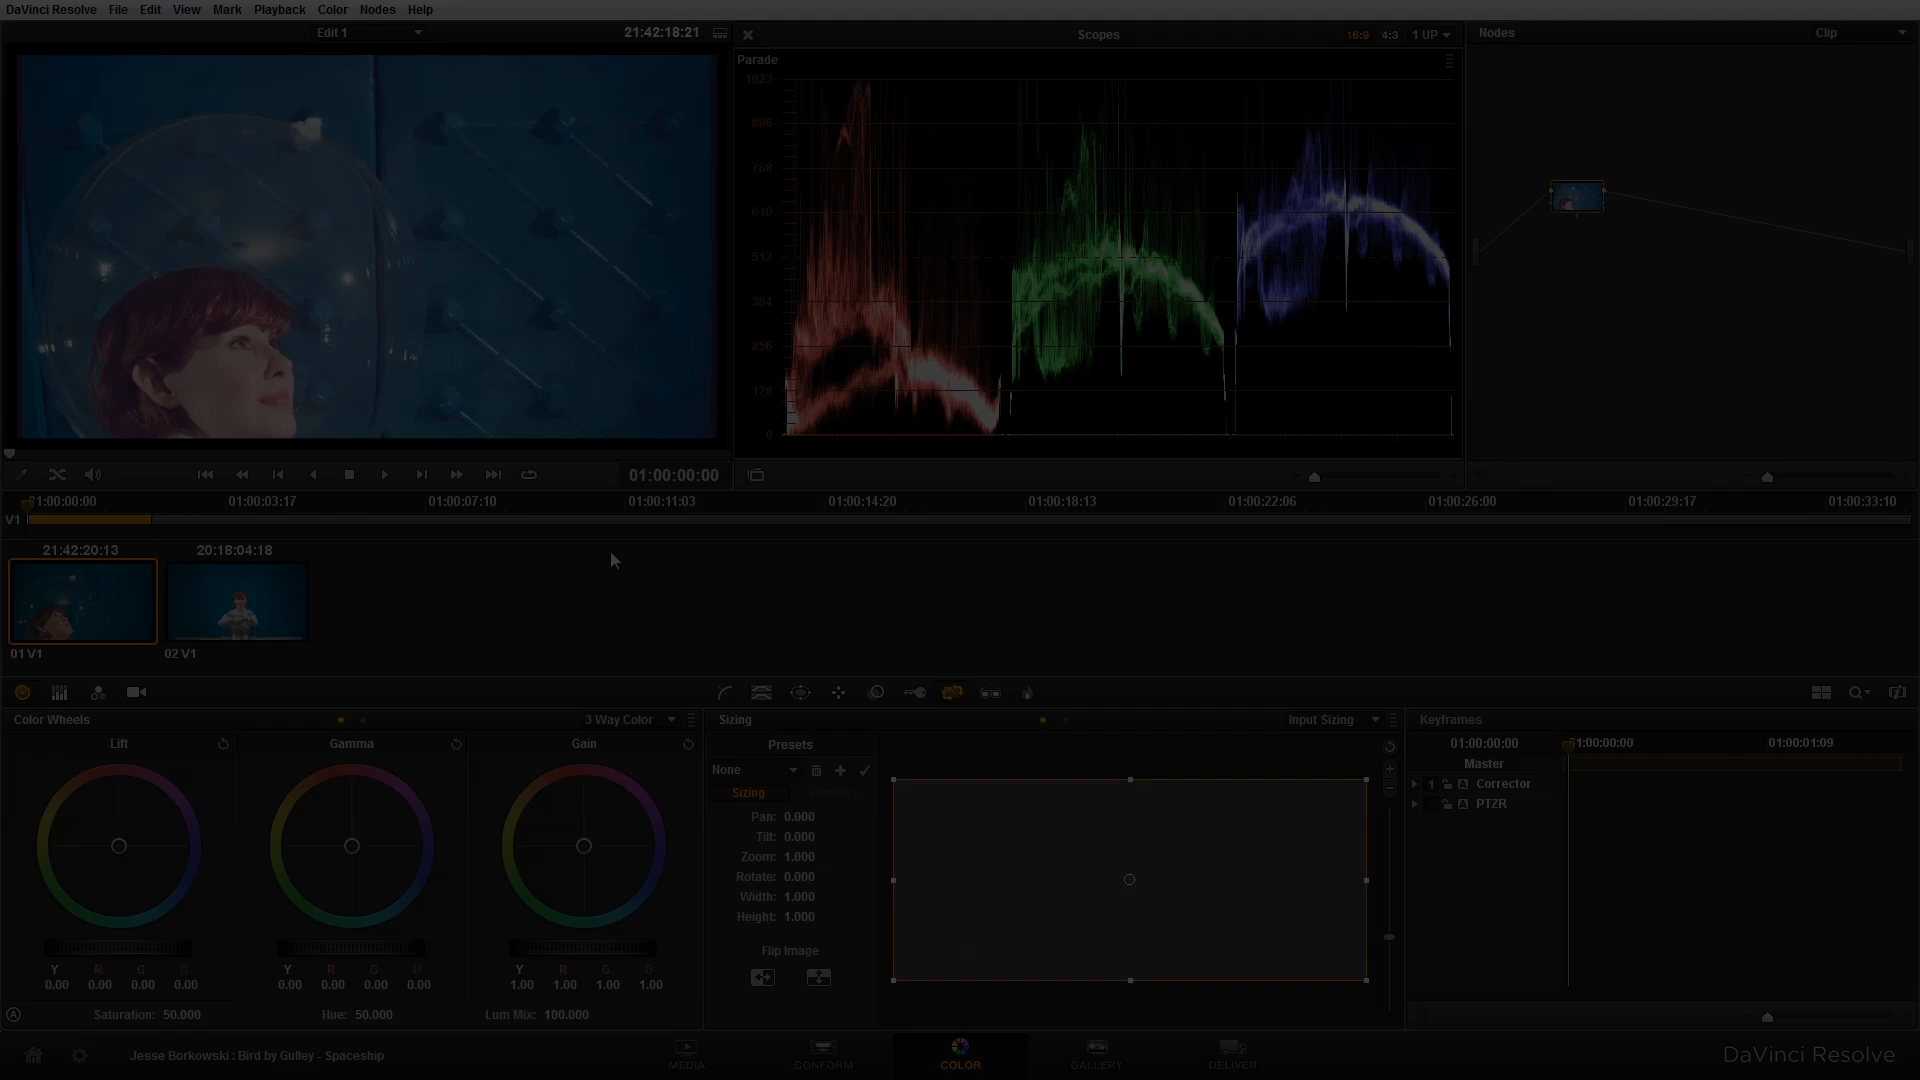 DaVinci Resolve File Edit View Mark Playback Color Nodes Help
Edit 1 21:42:18:21 Scopes 16:9 4:3 1 UP Nodes Clip
Parade
1023
896
768
640
512
384
256
128
0
01:00:00:00
01:00:00:00 01:00:03:17 01:00:07:10 01:00:11:03 01:00:14:20 01:00:18:13 01:00:22:06 01:00:26:00 01:00:29:17 01:00:33:10
V1
21:42:20:13 20:18:04:18
01 V1 02 V1
Color Wheels 3 Way Color Sizing Input Sizing Keyframes
Lift Gamma Gain
Presets
None
Sizing
Pan: 0.000
Tilt: 0.000
Zoom: 1.000
Rotate: 0.000
Width: 1.000
Height: 1.000
Flip Image
01:00:00:00 01:00:00:00 01:00:01:09
Master
1 A Corrector
A PTZR
Y R G B Y R G B Y R G B
0.00 0.00 0.00 0.00 0.00 0.00 0.00 0.00 1.00 1.00 1.00 1.00
A Saturation: 50.000 Hue: 50.000 Lum Mix: 100.000
Jesse Borkowski : Bird by Gulley - Spaceship
MEDIA CONFORM COLOR GALLERY DELIVER
DaVinci Resolve